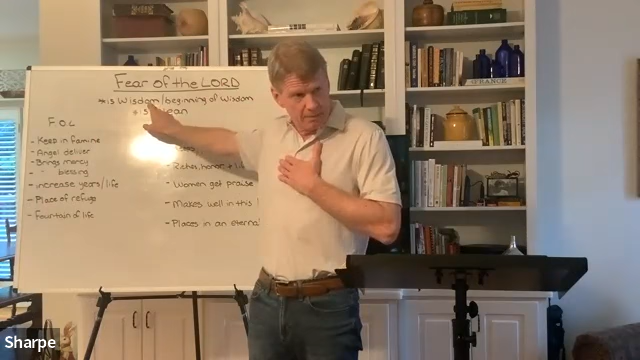 Fear of the LORD
is Wisdom/beginning of Wisdom
F.O.L
- Keep in famine
- Angel deliver
- Brings mercy
- " blessing
- increase years/life
- Place of refuge
- Fountain of life
- Riches, honor + li
- Women get praise
- Makes well in this l
- Places in an eterna
FRANCE
Sharpe